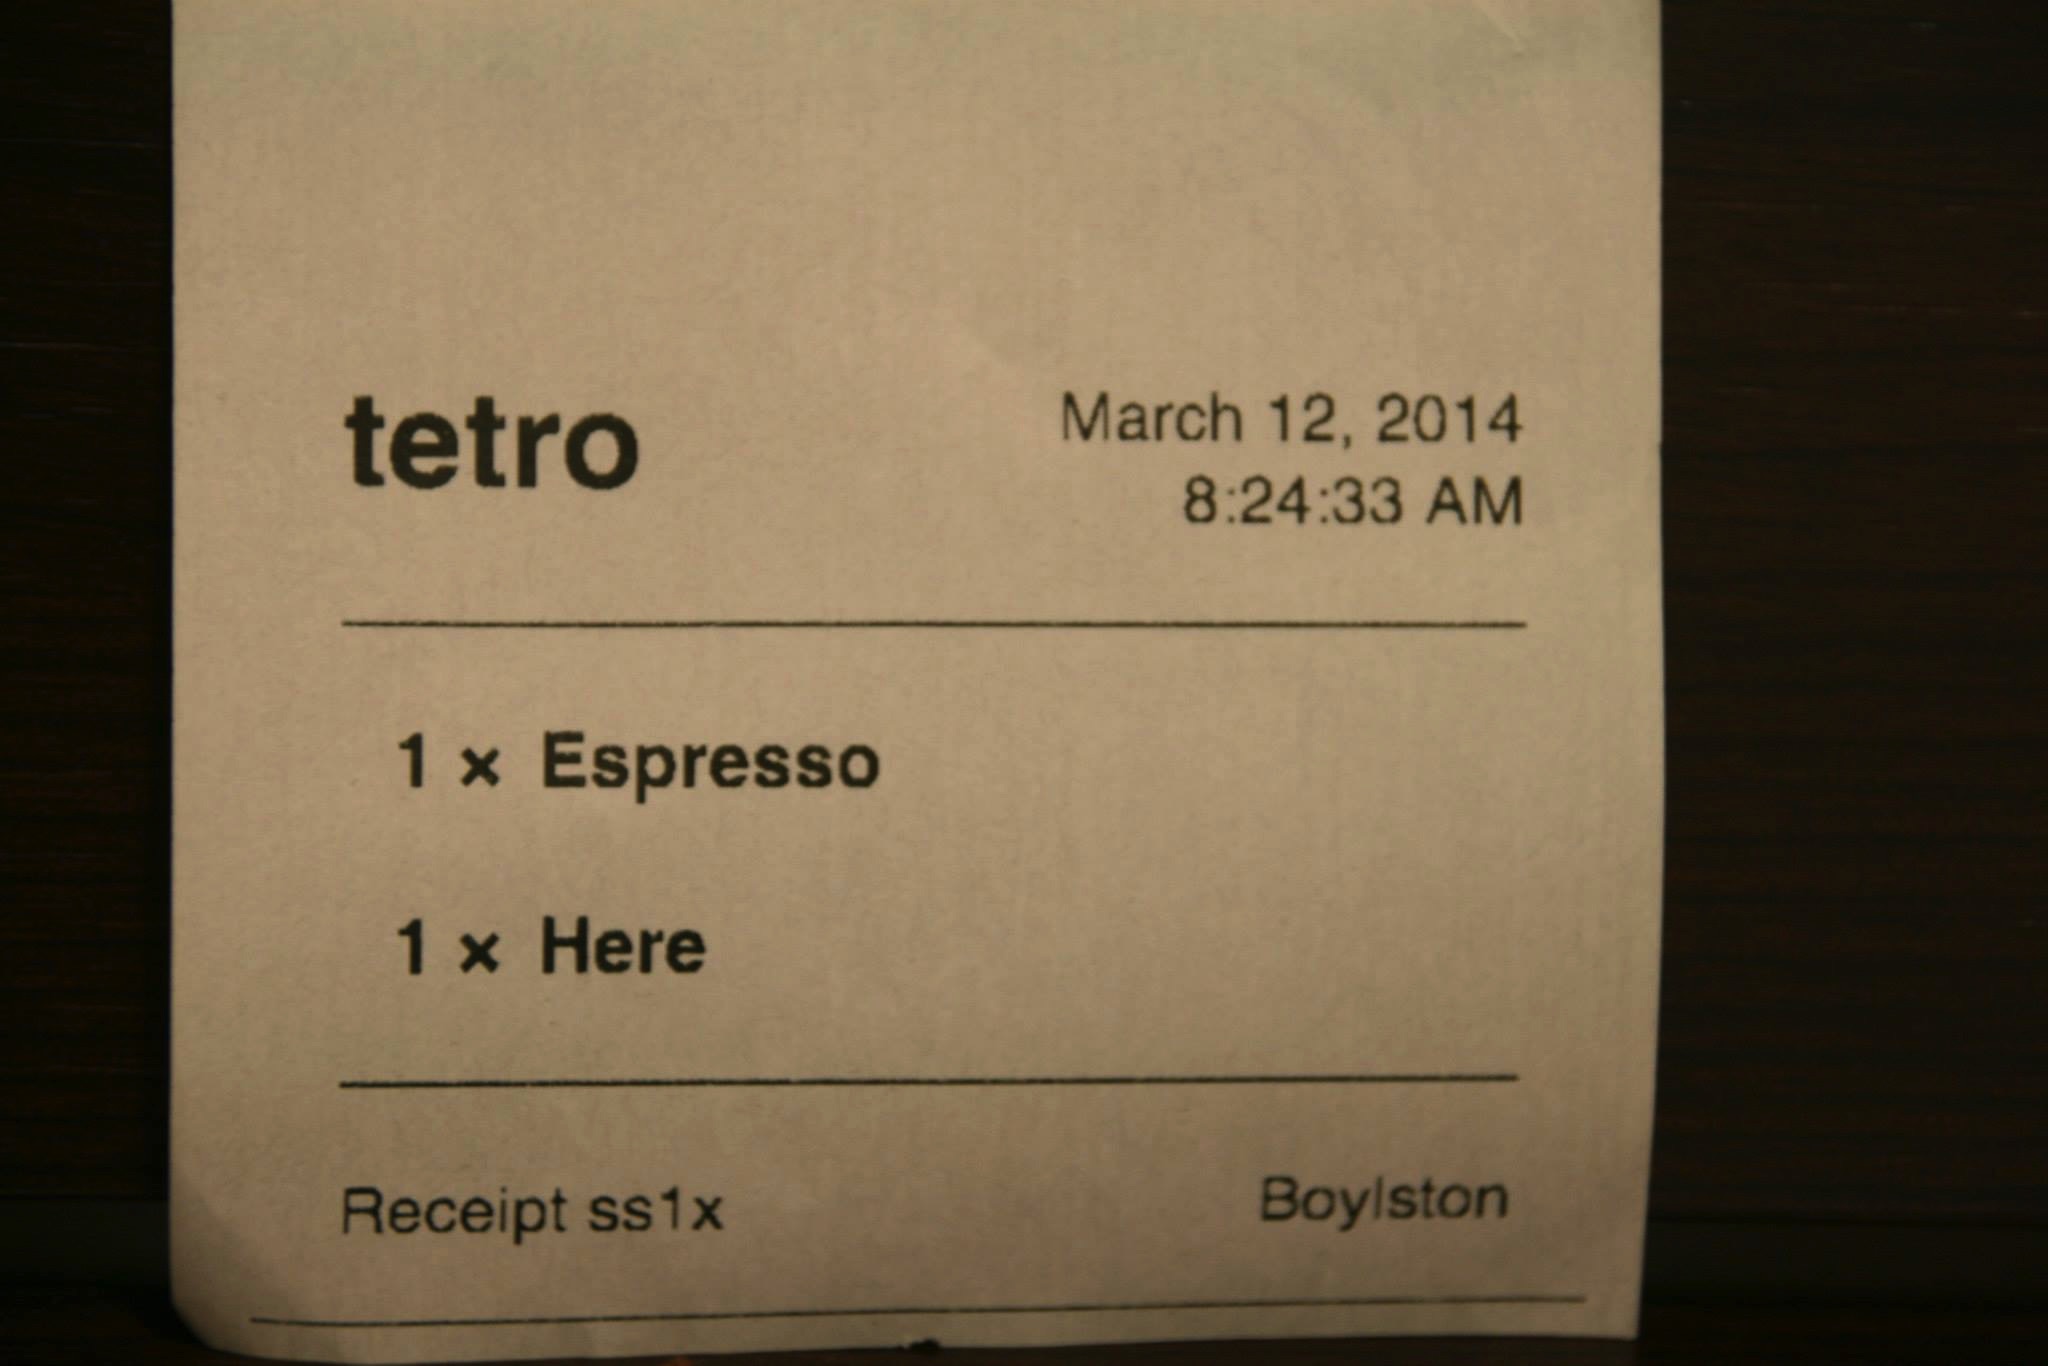 tetro
March 12, 2014
8:24:33 AM
1 × Espresso
1 × Here
Receipt ss1x
Boylston